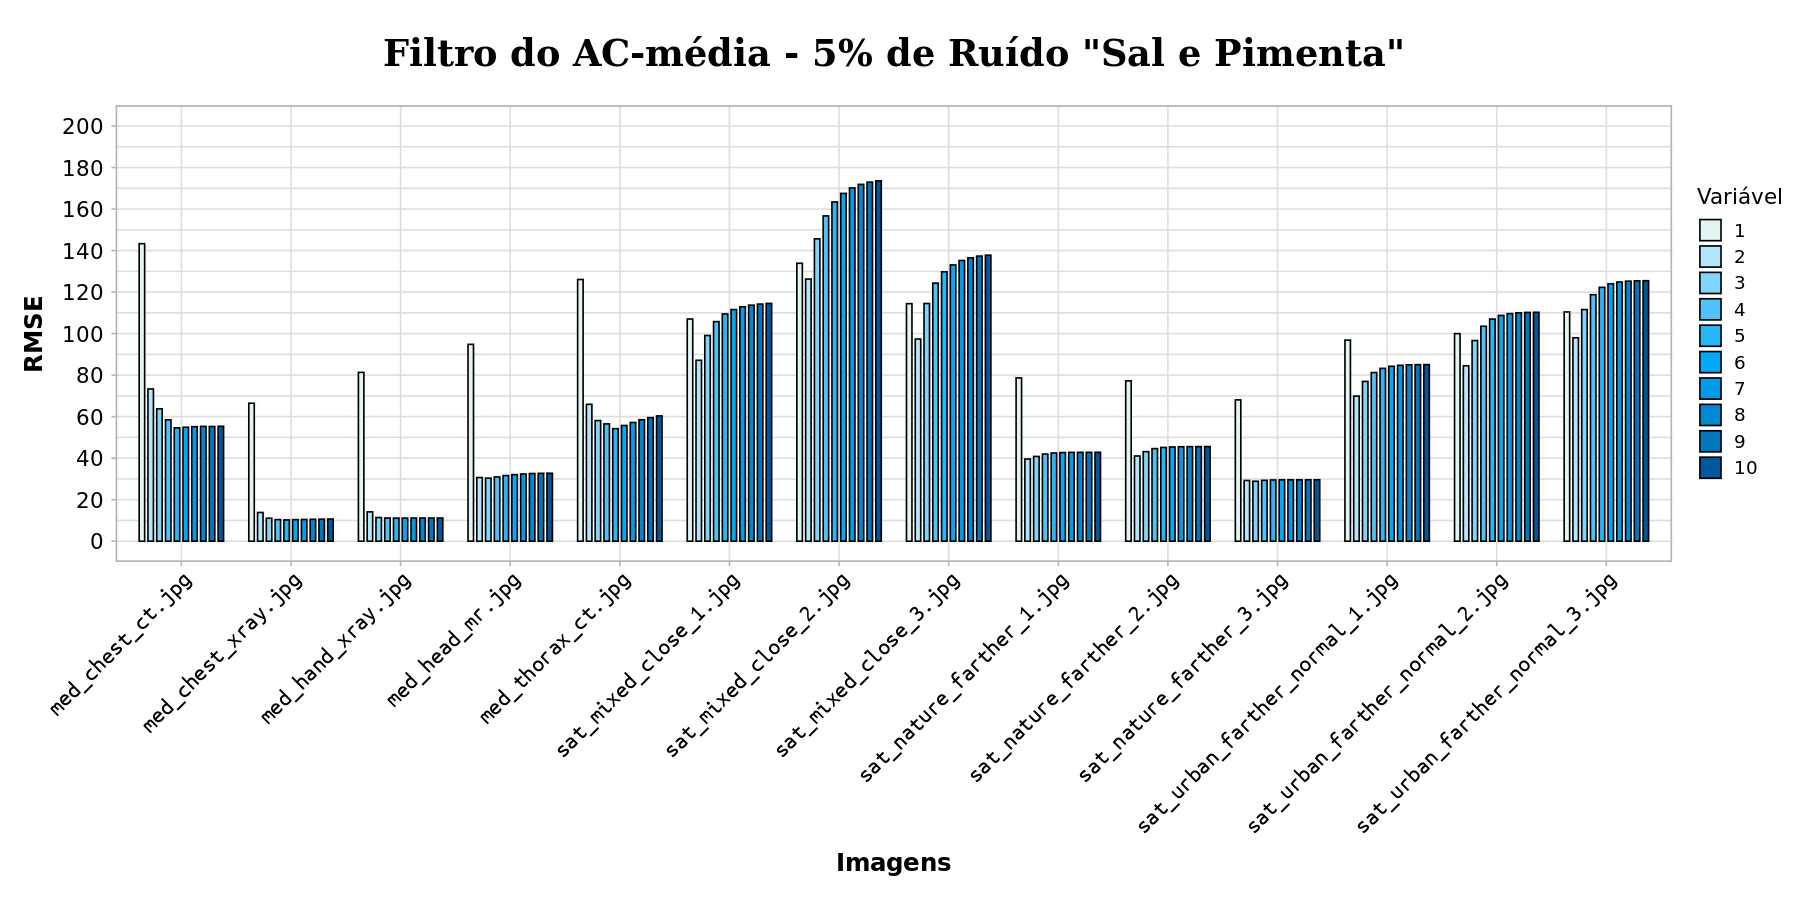 Filtro do AC-média - 5% de Ruído "Sal e Pimenta"
RMSE
200
180
160
140
120
100
80
60
40
20
0
med_chest_ct.jpg
med_chest_xray.jpg
med_hand_xray.jpg
med_head_mr.jpg
med_thorax_ct.jpg
sat_mixed_close_1.jpg
sat_mixed_close_2.jpg
sat_mixed_close_3.jpg
sat_nature_farther_1.jpg
sat_nature_farther_2.jpg
sat_nature_farther_3.jpg
sat_urban_farther_normal_1.jpg
sat_urban_farther_normal_2.jpg
sat_urban_farther_normal_3.jpg
Imagens
Variável
1
2
3
4
5
6
7
8
9
10